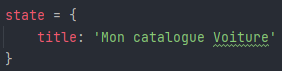 state = {
    title: 'Mon catalogue Voiture'
}